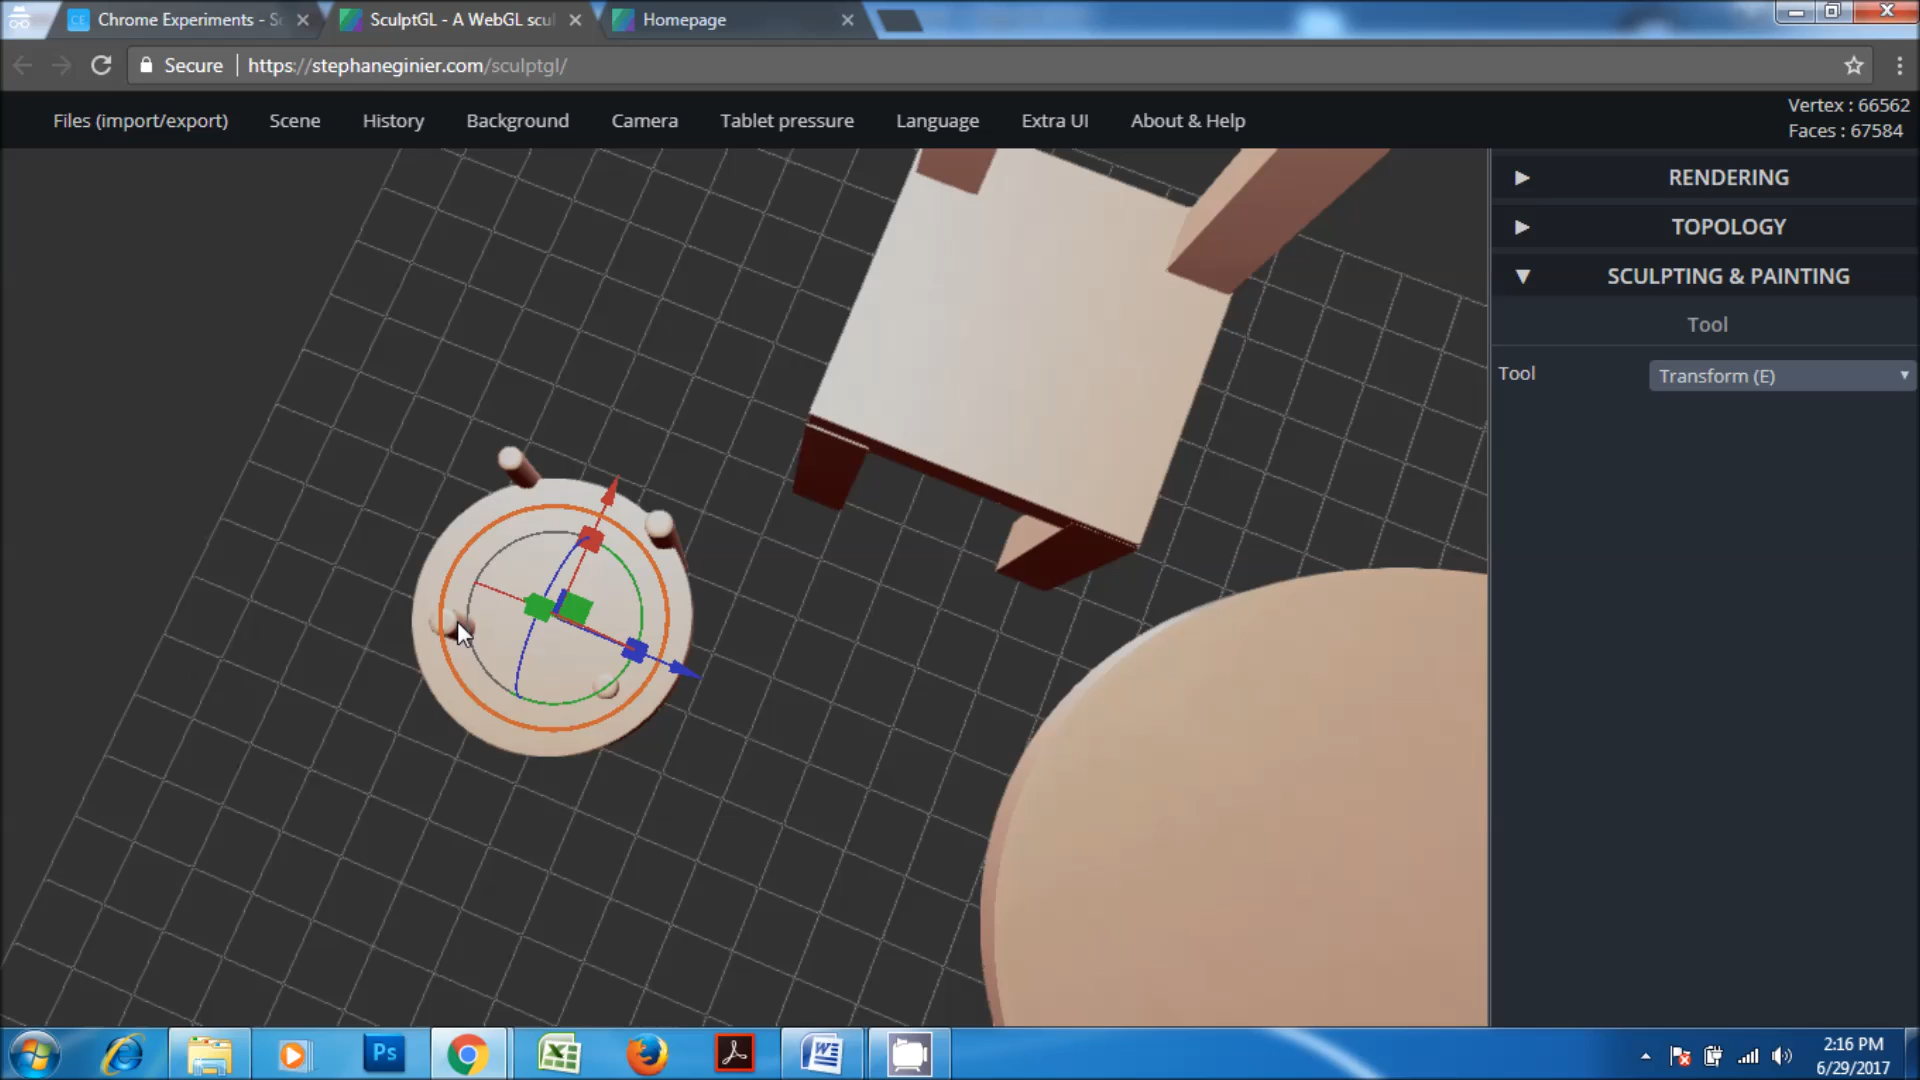 Chrome Experiments - S
SculptGL - A WebGL scul
Homepage
Secure
https://stephaneginier.com/sculptgl/
Files (import/export)
Scene
History
Background
Camera
Tablet pressure
Language
Extra UI
About & Help
Vertex : 66562
Faces : 67584
RENDERING
TOPOLOGY
SCULPTING & PAINTING
Tool
Tool
Transform (E)
CE
Ps
2:16 PM
6/29/2017